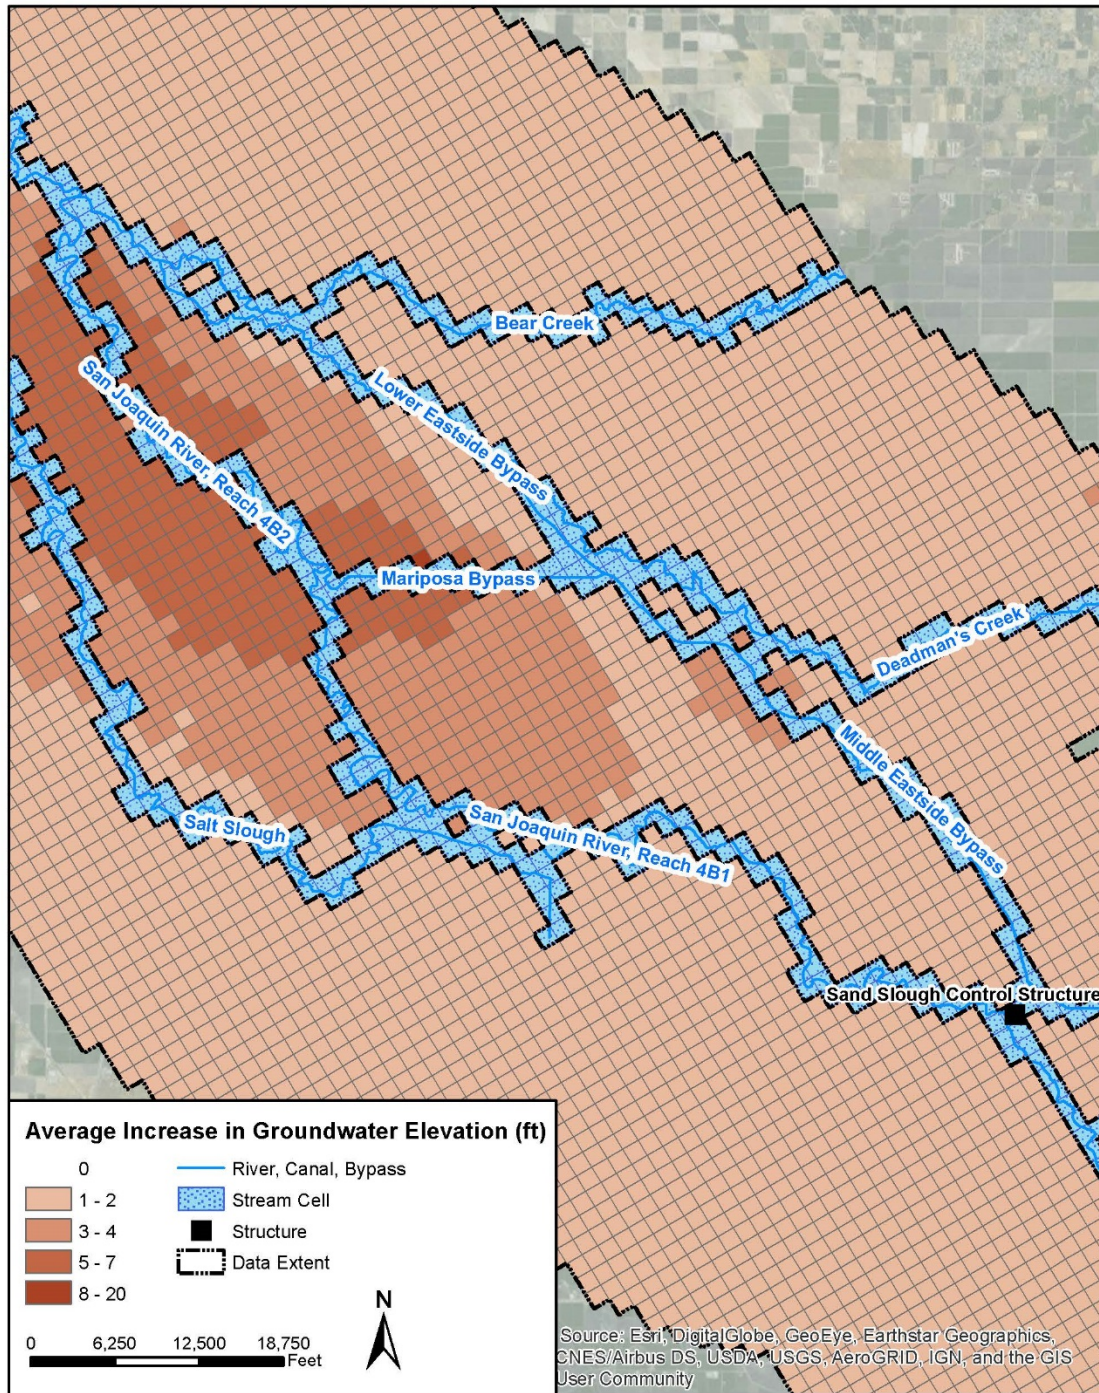 Bear Creek
Lower Eastside Bypass
San Joaquin River, Reach 4B2
Mariposa Bypass
Deadman's Creek
Middle Eastside Bypass
San Joaquin River, Reach 4B1
Salt Slough
Sand Slough Control Structure
Average Increase in Groundwater Elevation (ft)
0
1 - 2
3 - 4
5 - 7
8 - 20
River, Canal, Bypass
Stream Cell
Structure
Data Extent
N
0 6,250 12,500 18,750
Feet
Source: Esri, DigitalGlobe, GeoEye, Earthstar Geographics,
CNES/Airbus DS, USDA, USGS, AeroGRID, IGN, and the GIS
User Community